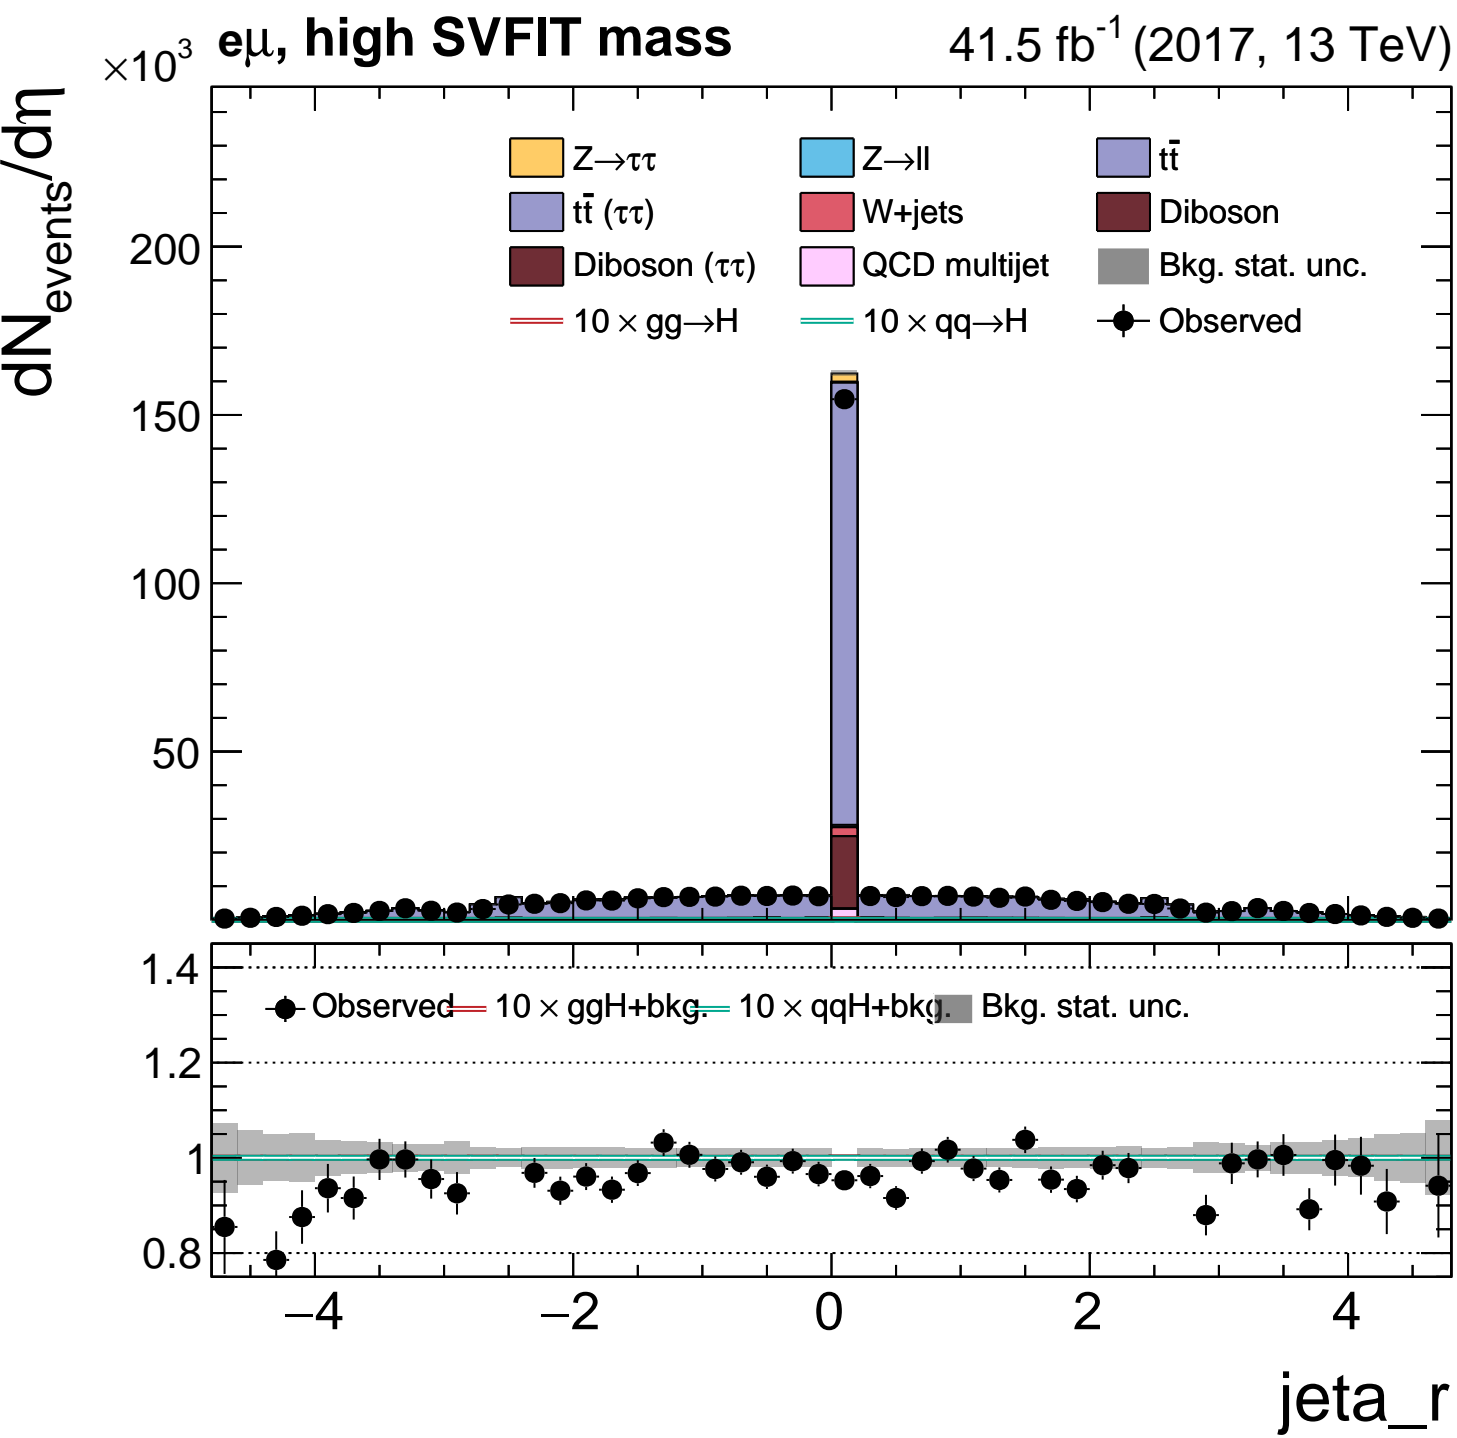 ×10³ eμ, high SVFIT mass 41.5 fb⁻¹ (2017, 13 TeV)
dN_events/dη
Z→ττ Z→ll tt̄
tt̄ (ττ) W+jets Diboson
Diboson (ττ) QCD multijet Bkg. stat. unc.
10 × gg→H 10 × qq→H Observed
200
150
100
50
1.4
Observed 10 × ggH+bkg. 10 × qqH+bkg. Bkg. stat. unc.
1.2
1
0.8
−4 −2 0 2 4
jeta_r